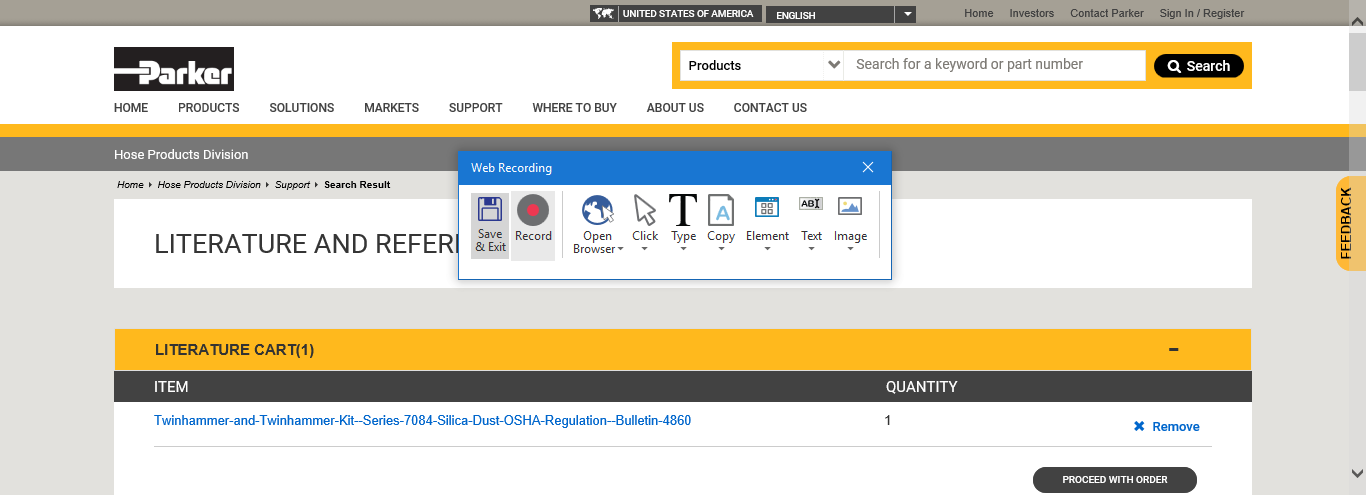 UNITED STATES OF AMERICA
ENGLISH
Home Investors Contact Parker Sign In / Register
Parker
Products
Search for a keyword or part number
Search
HOME PRODUCTS SOLUTIONS MARKETS SUPPORT WHERE TO BUY ABOUT US CONTACT US
Hose Products Division
Home Hose Products Division Support Search Result
Web Recording
Save & Exit
Record
Open Browser
Click
Type
Copy
Element
Text
Image
FEEDBACK
LITERATURE AND REFER
LITERATURE CART(1)
ITEM QUANTITY
Twinhammer-and-Twinhammer-Kit--Series-7084-Silica-Dust-OSHA-Regulation--Bulletin-4860 1 Remove
PROCEED WITH ORDER